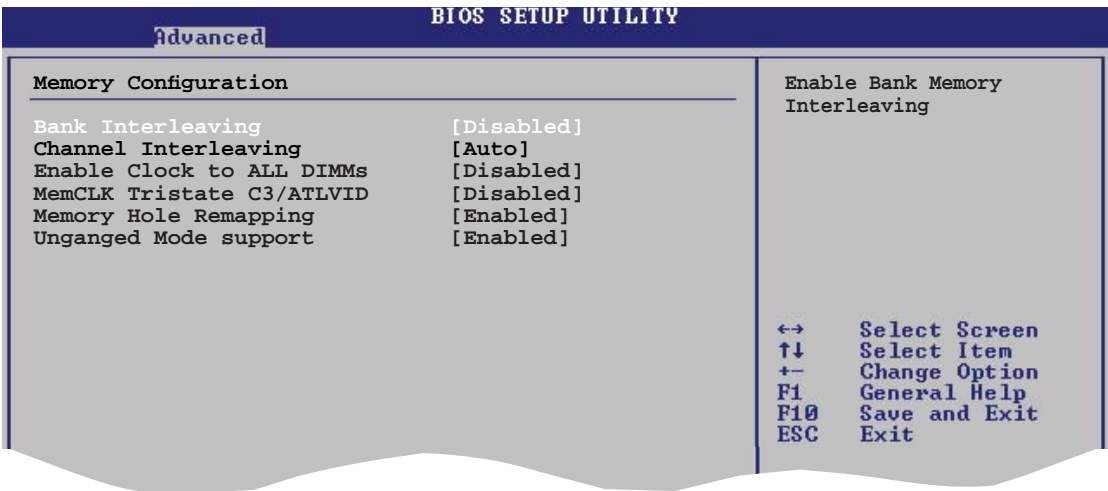 BIOS SETUP UTILITY
Advanced
Memory Configuration
Bank Interleaving [Disabled]
Channel Interleaving [Auto]
Enable Clock to ALL DIMMs [Disabled]
MemCLK Tristate C3/ATLVID [Disabled]
Memory Hole Remapping [Enabled]
Unganged Mode support [Enabled]
Enable Bank Memory
Interleaving
←→ Select Screen
↑↓ Select Item
+- Change Option
F1 General Help
F10 Save and Exit
ESC Exit